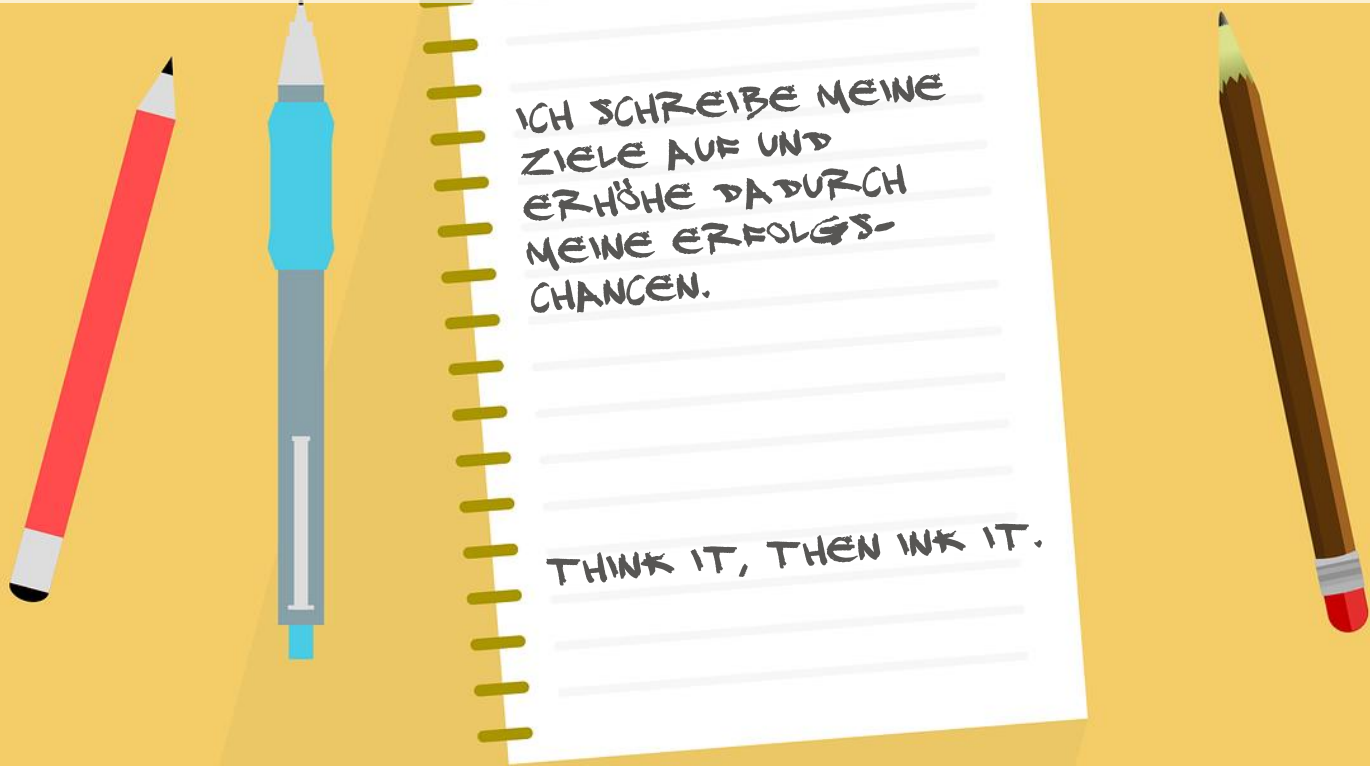 ICH SCHREIBE MEINE
ZIELE AUF UND
ERHÖHE DADURCH
MEINE ERFOLGS-
CHANCEN.
THINK IT, THEN INK IT.